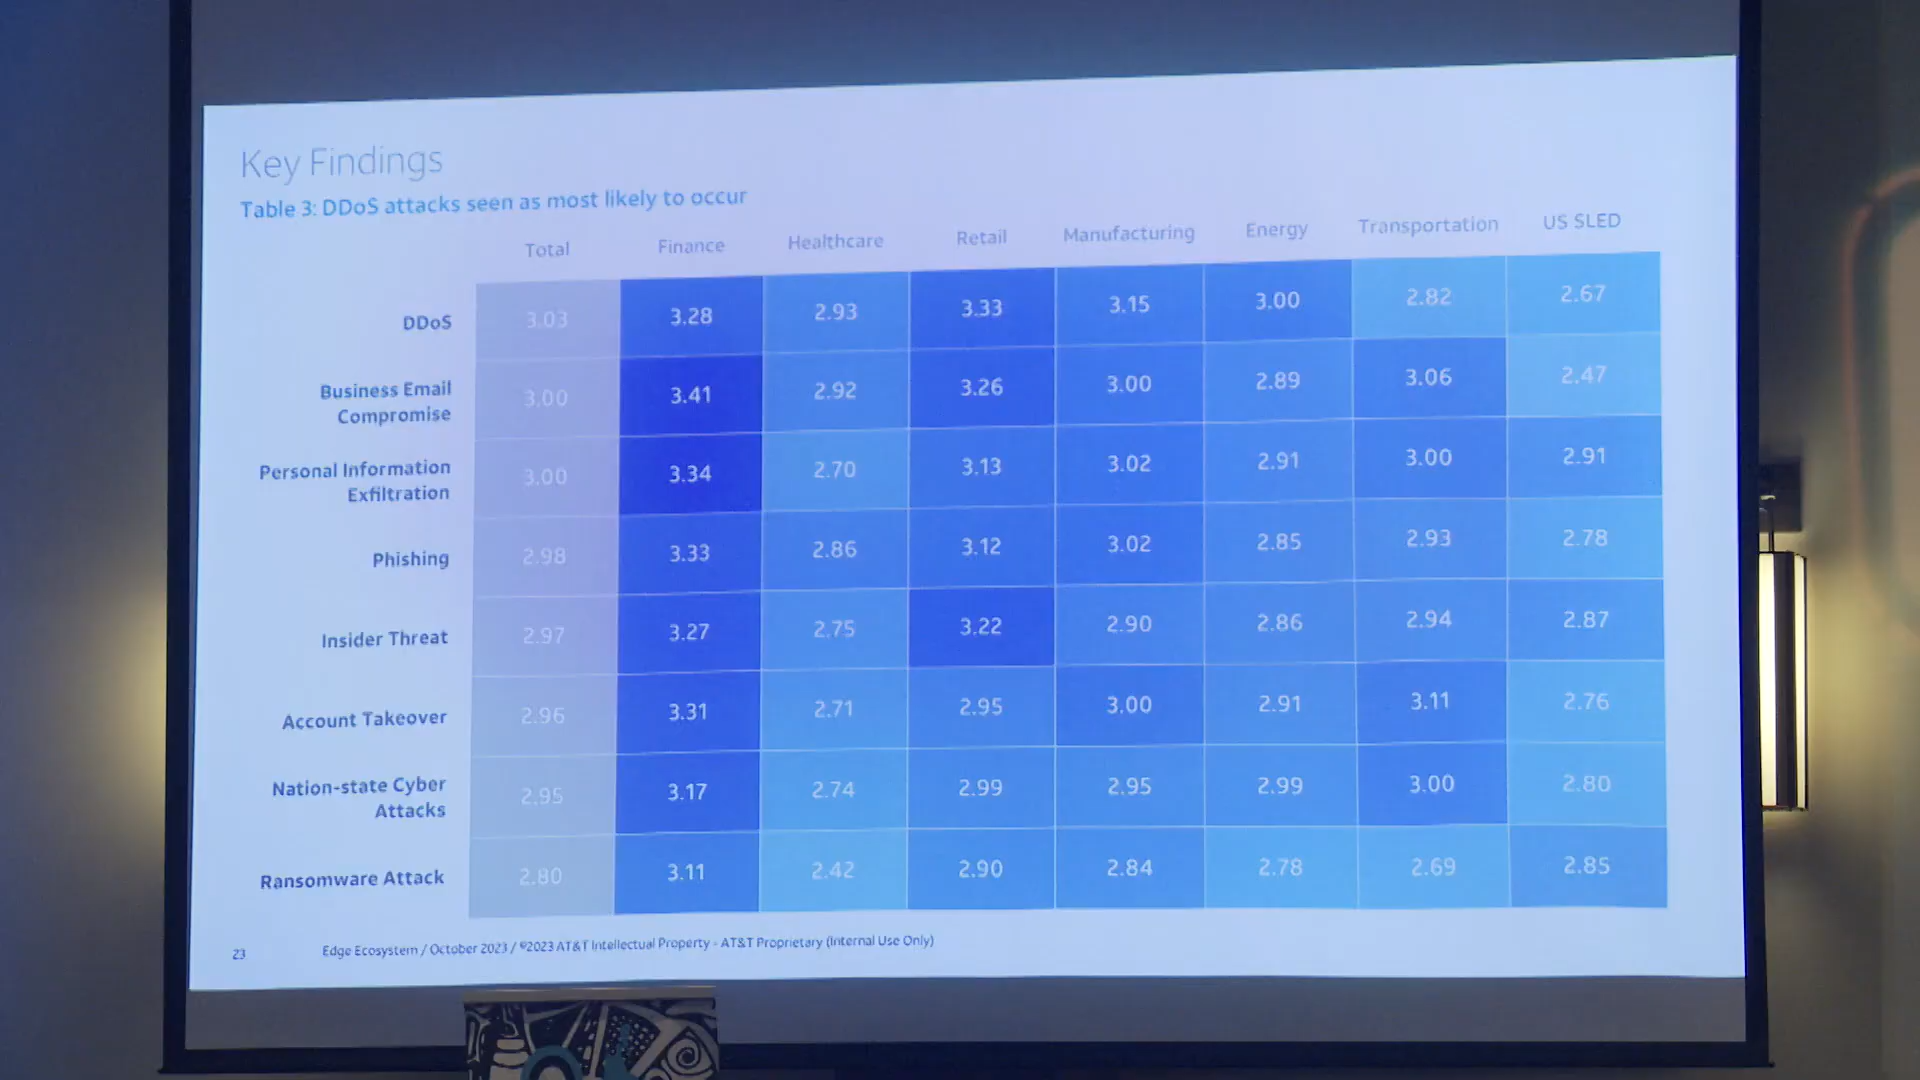 Key Findings
Table 3: DDoS attacks seen as most likely to occur
Total Finance Healthcare Retail Manufacturing Energy Transportation US SLED
DDoS 3.03 3.28 2.93 3.33 3.15 3.00 2.82 2.67
Business Email
Compromise 3.00 3.41 2.92 3.26 3.00 2.89 3.06 2.47
Personal Information
Exfiltration 3.00 3.34 2.70 3.13 3.02 2.91 3.00 2.91
Phishing 2.98 3.33 2.86 3.12 3.02 2.85 2.93 2.78
Insider Threat 2.97 3.27 2.75 3.22 2.90 2.86 2.94 2.87
Account Takeover 2.96 3.31 2.71 2.95 3.00 2.91 3.11 2.76
Nation-state Cyber
Attacks 2.95 3.17 2.74 2.99 2.95 2.99 3.00 2.80
Ransomware Attack 2.80 3.11 2.42 2.90 2.84 2.78 2.69 2.85
23 Edge Ecosystem / October 2023 / ©2023 AT&T Intellectual Property - AT&T Proprietary (Internal Use Only)